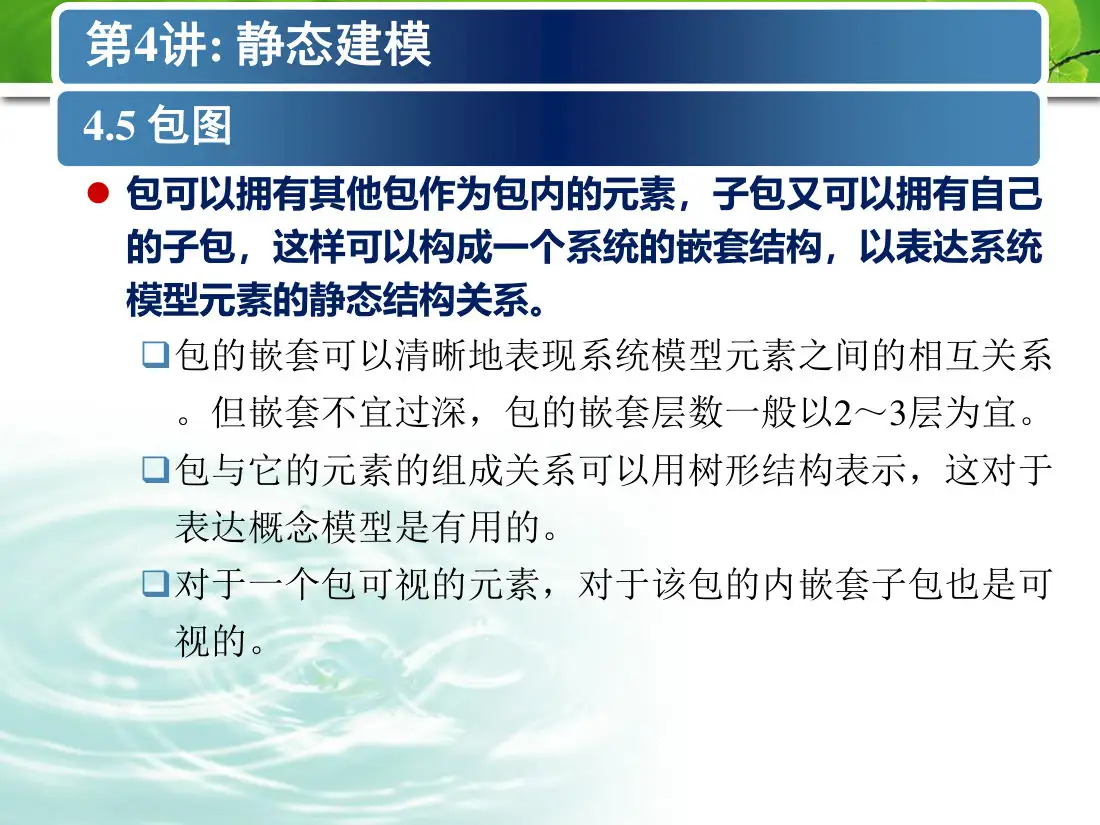 第4讲: 静态建模
4.5 包图
包可以拥有其他包作为包内的元素，子包又可以拥有自己
的子包，这样可以构成一个系统的嵌套结构，以表达系统
模型元素的静态结构关系。
包的嵌套可以清晰地表现系统模型元素之间的相互关系
。但嵌套不宜过深，包的嵌套层数一般以2～3层为宜。
包与它的元素的组成关系可以用树形结构表示，这对于
表达概念模型是有用的。
对于一个包可视的元素，对于该包的内嵌套子包也是可
视的。